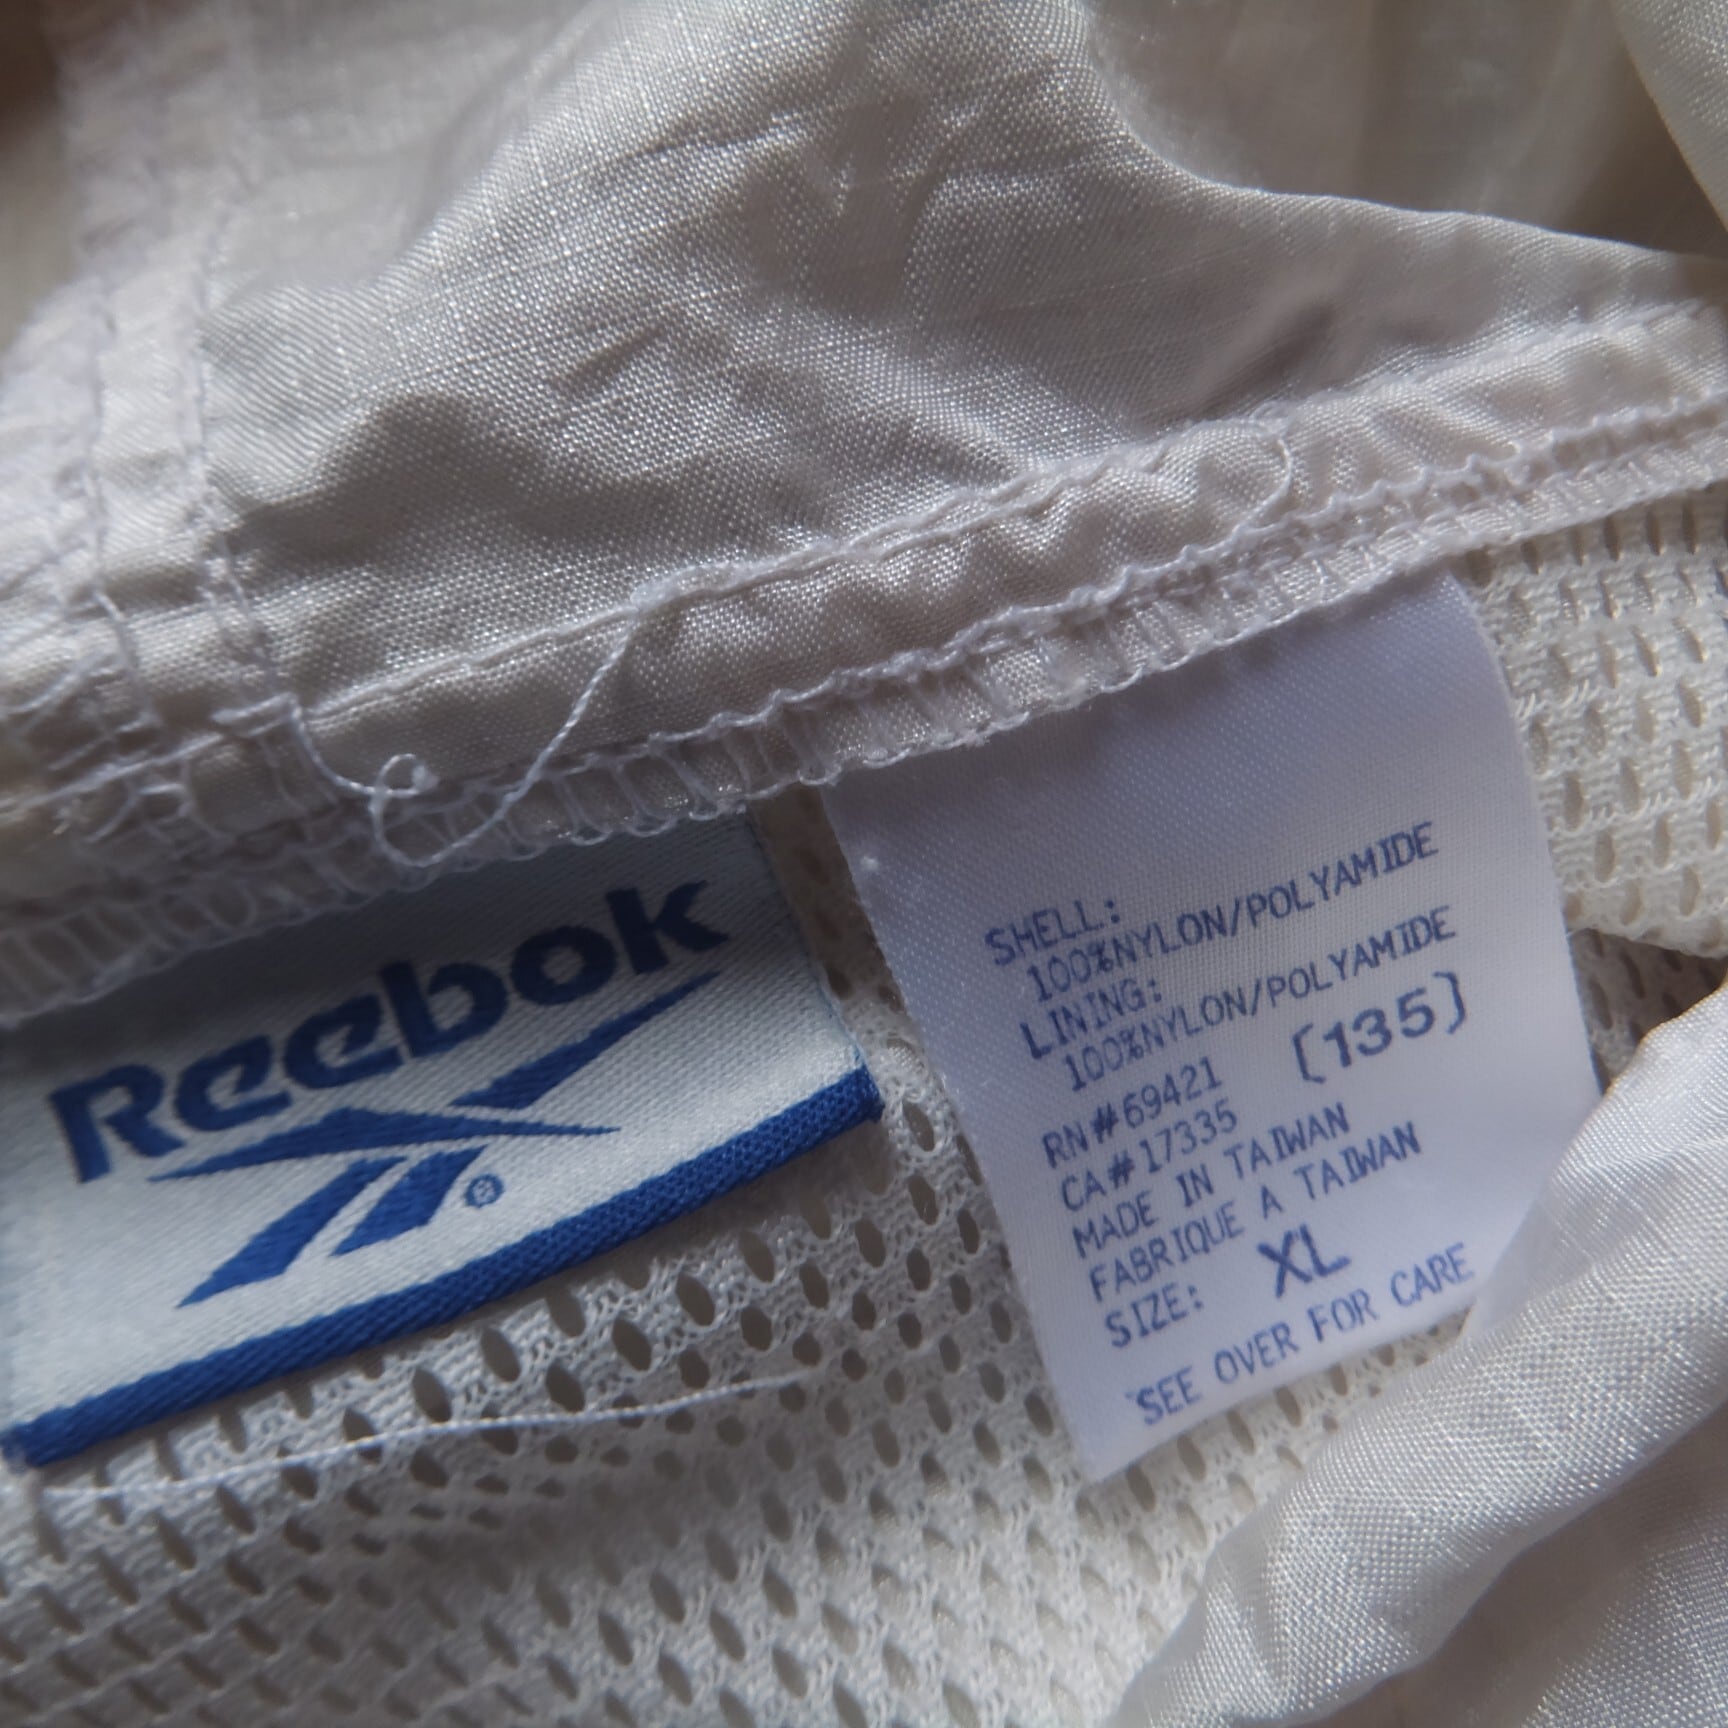 Reebok
®
SHELL:
100%NYLON/POLYAMIDE
LINING:
100%NYLON/POLYAMIDE
RN#69421 [135]
CA#17335
MADE IN TAIWAN
FABRIQUE A TAIWAN
SIZE: XL
SEE OVER FOR CARE